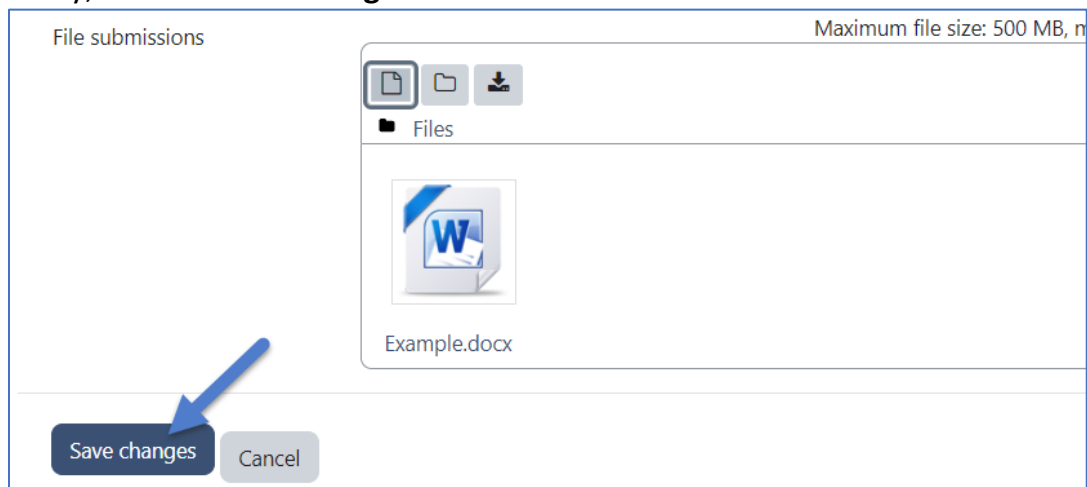 File submissions
Maximum file size: 500 MB,
Files
W
Example.docx
Save changes
Cancel